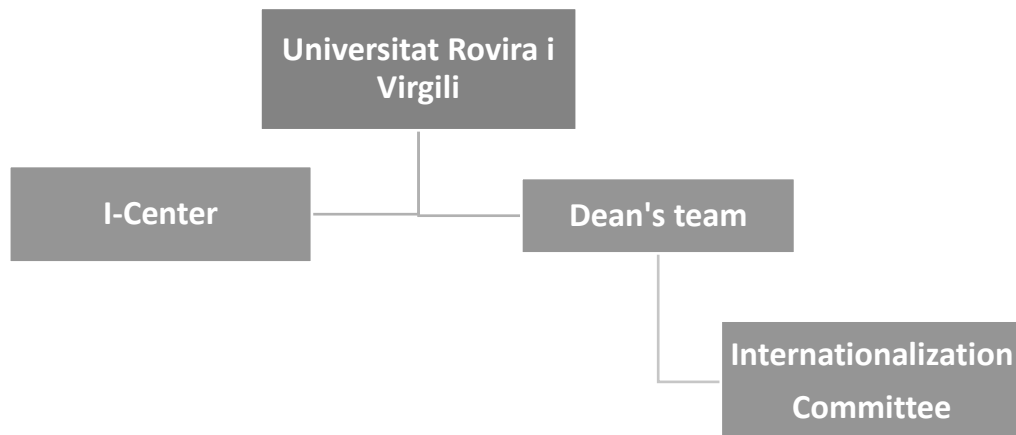 Universitat Rovira i
Virgili
I-Center
Dean's team
Internationalization
Committee